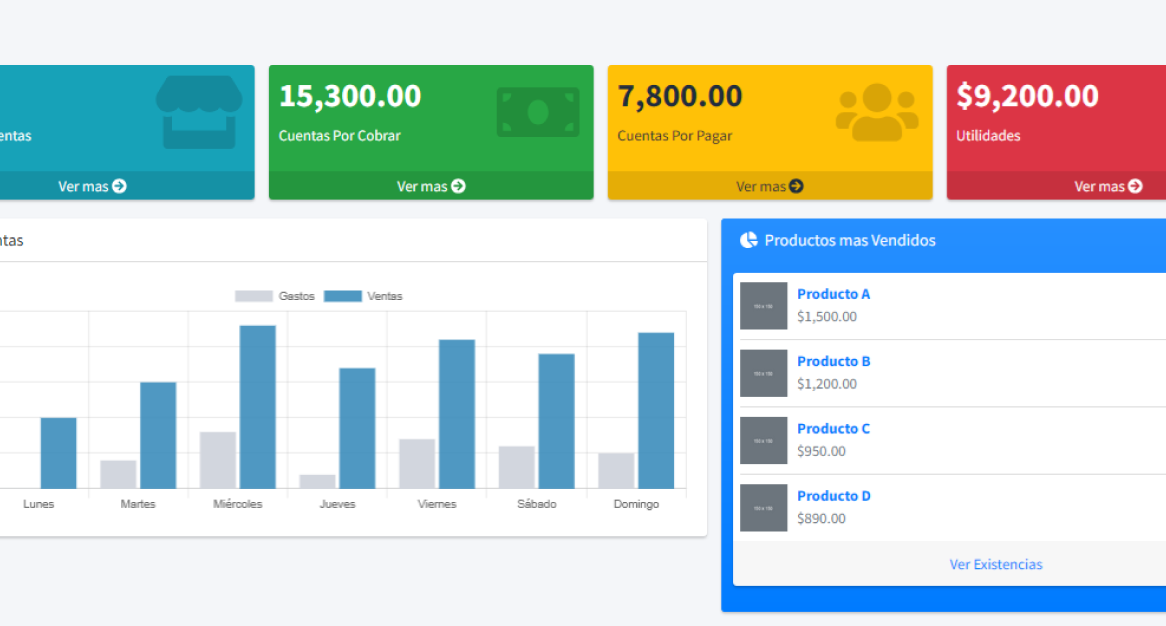 15,300.00
7,800.00
$9,200.00
Cuentas Por Cobrar
Cuentas Por Pagar
Utilidades
Ver mas
Ver mas
Ver mas
Ver mas
Productos mas Vendidos
Gastos
Ventas
Lunes
Martes
Miércoles
Jueves
Viernes
Sábado
Domingo
Producto A
$1,500.00
Producto B
$1,200.00
Producto C
$950.00
Producto D
$890.00
Ver Existencias